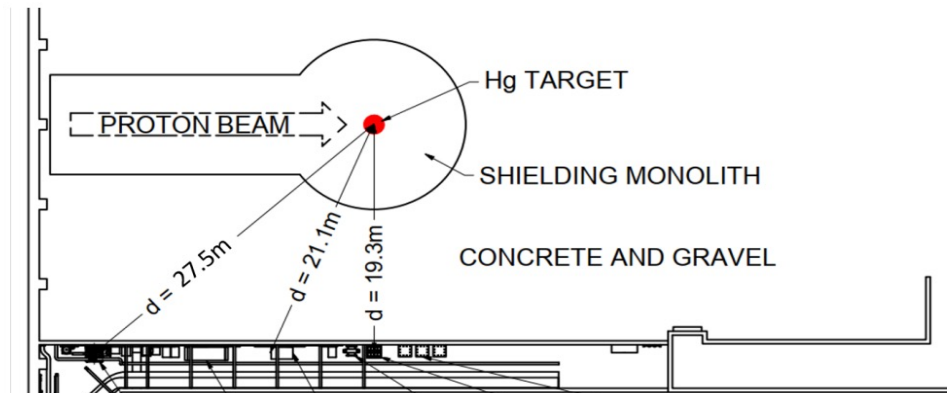 Hg TARGET
PROTON BEAM
SHIELDING MONOLITH
d = 27.5m
d = 21.1m
d = 19.3m
CONCRETE AND GRAVEL